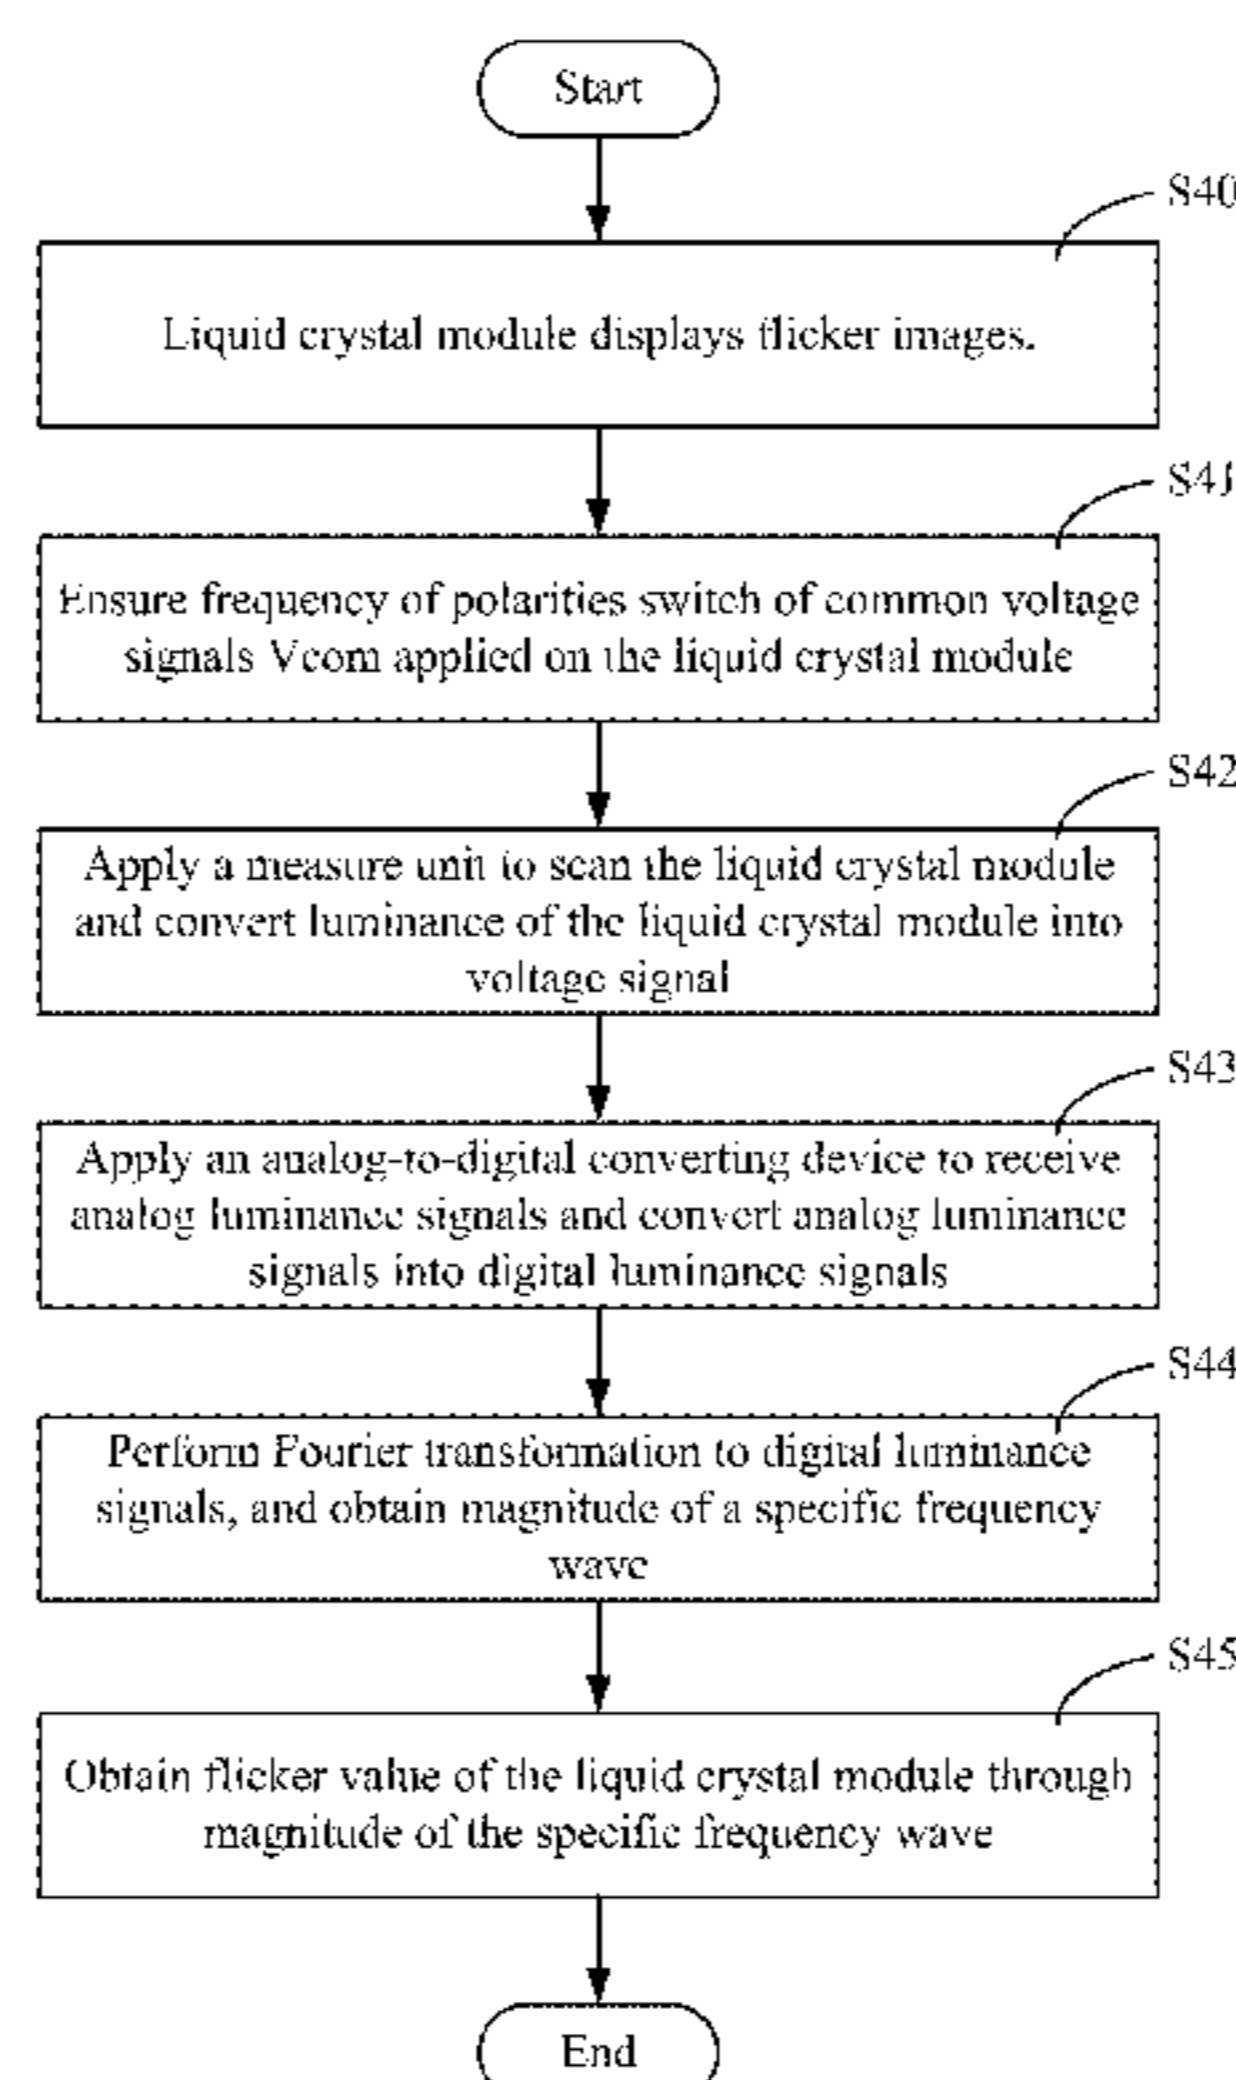 Start
S40
Liquid crystal module displays flicker images.
S41
Ensure frequency of polarities switch of common voltage
signals Vcom applied on the liquid crystal module
S42
Apply a measure unit to scan the liquid crystal module
and convert luminance of the liquid crystal module into
voltage signal
S43
Apply an analog-to-digital converting device to receive
analog luminance signals and convert analog luminance
signals into digital luminance signals
S44
Perform Fourier transformation to digital luminance
signals, and obtain magnitude of a specific frequency
wave
S45
Obtain flicker value of the liquid crystal module through
magnitude of the specific frequency wave
End